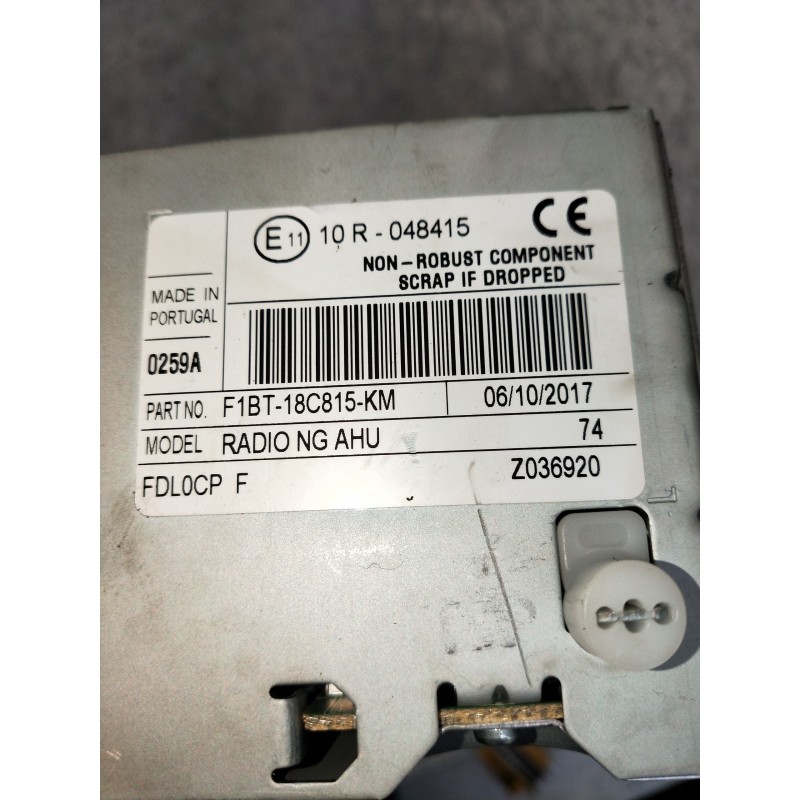 E 11 10 R - 048415 CE
NON - ROBUST COMPONENT
SCRAP IF DROPPED
MADE IN
PORTUGAL
0259A
PART NO. F1BT-18C815-KM 06/10/2017
MODEL RADIO NG AHU 74
FDL0CP F Z036920